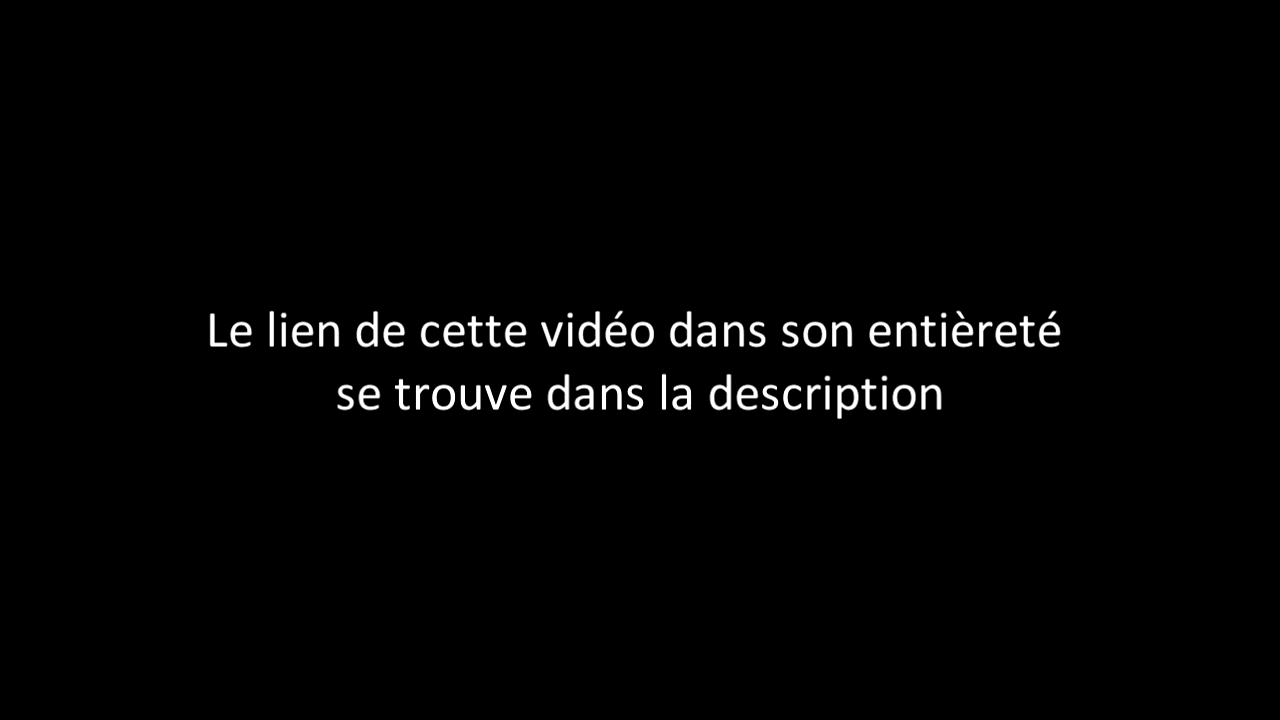 Le lien de cette vidéo dans son entièreté
se trouve dans la description